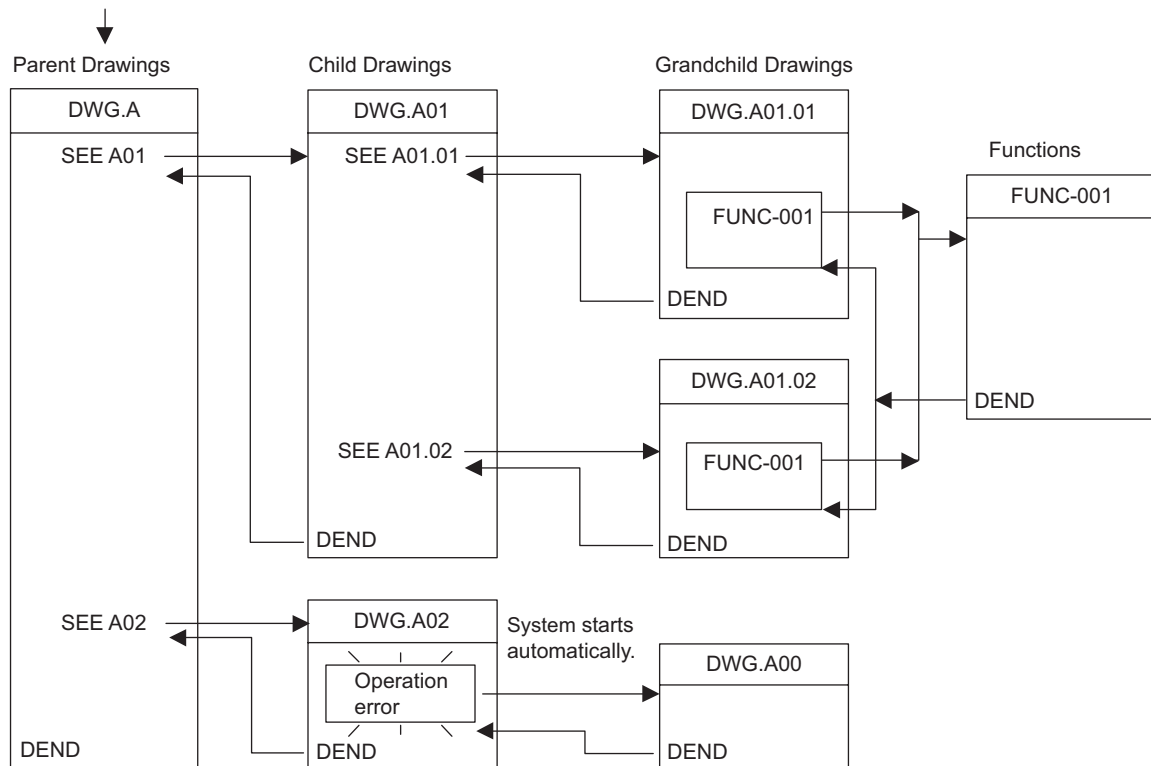 Parent Drawings
Child Drawings
Grandchild Drawings
DWG.A
DWG.A01
DWG.A01.01
SEE A01
SEE A01.01
Functions
FUNC-001
FUNC-001
DEND
DWG.A01.02
DEND
SEE A01.02
FUNC-001
DEND
DEND
SEE A02
DWG.A02
System starts
automatically.
DWG.A00
Operation
error
DEND
DEND
DEND